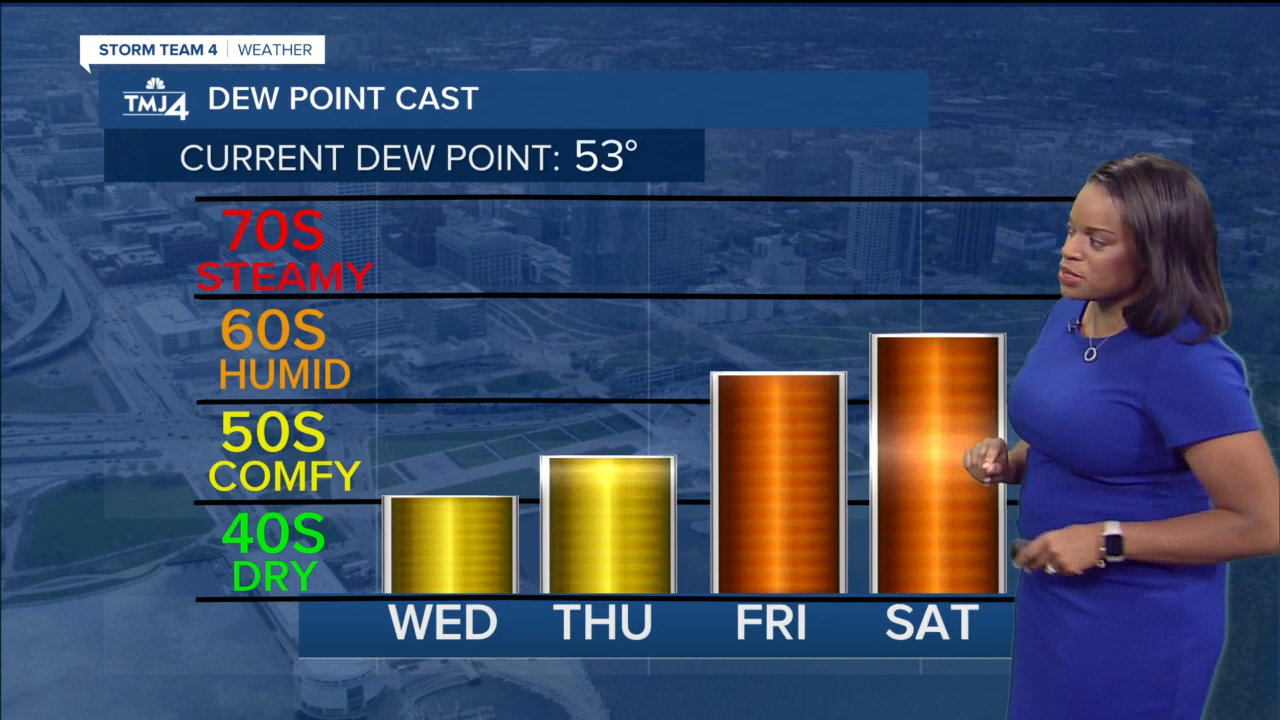 STORM TEAM 4 | WEATHER
TMJ4 DEW POINT CAST
CURRENT DEW POINT: 53°
70S
STEAMY
60S
HUMID
50S
COMFY
40S
DRY
WED THU FRI SAT